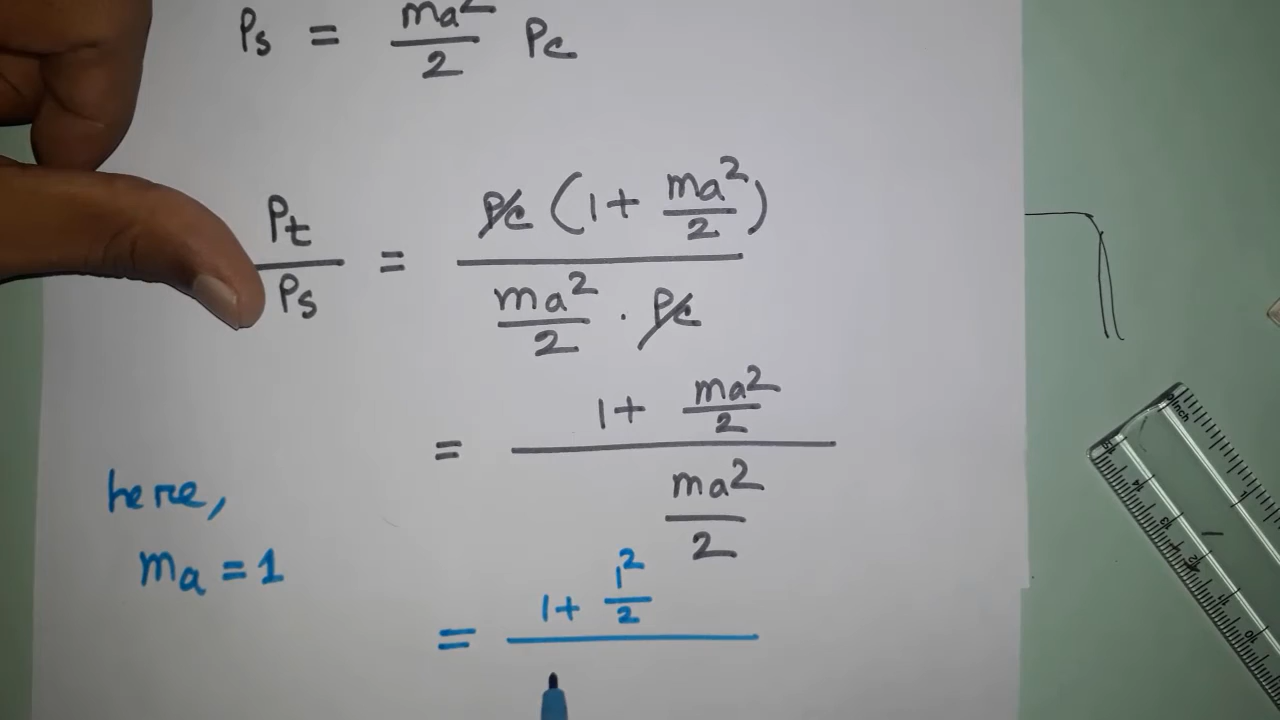 Ps = ma²/2 Pc
Pt/Ps = Pc (1 + ma²/2) / (ma²/2 · Pc)
= (1 + ma²/2) / (ma²/2)
here,
ma = 1
= 1 + 1²/2
inch